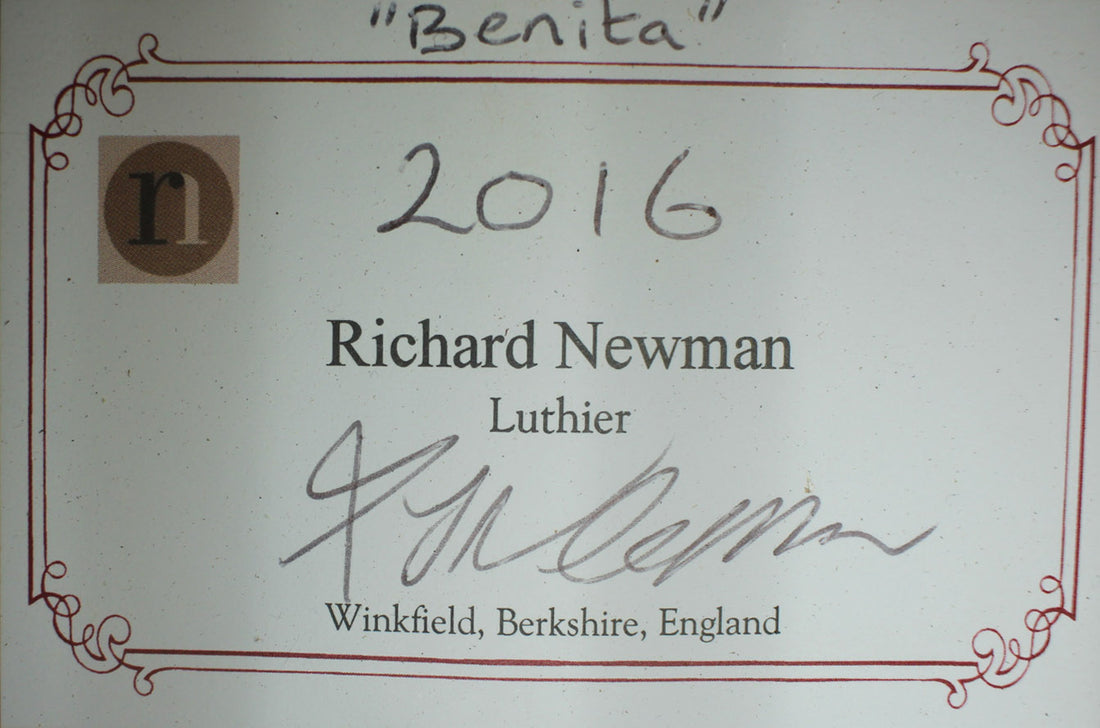 "Benita"
rn
2016
Richard Newman
Luthier
Winkfield, Berkshire, England